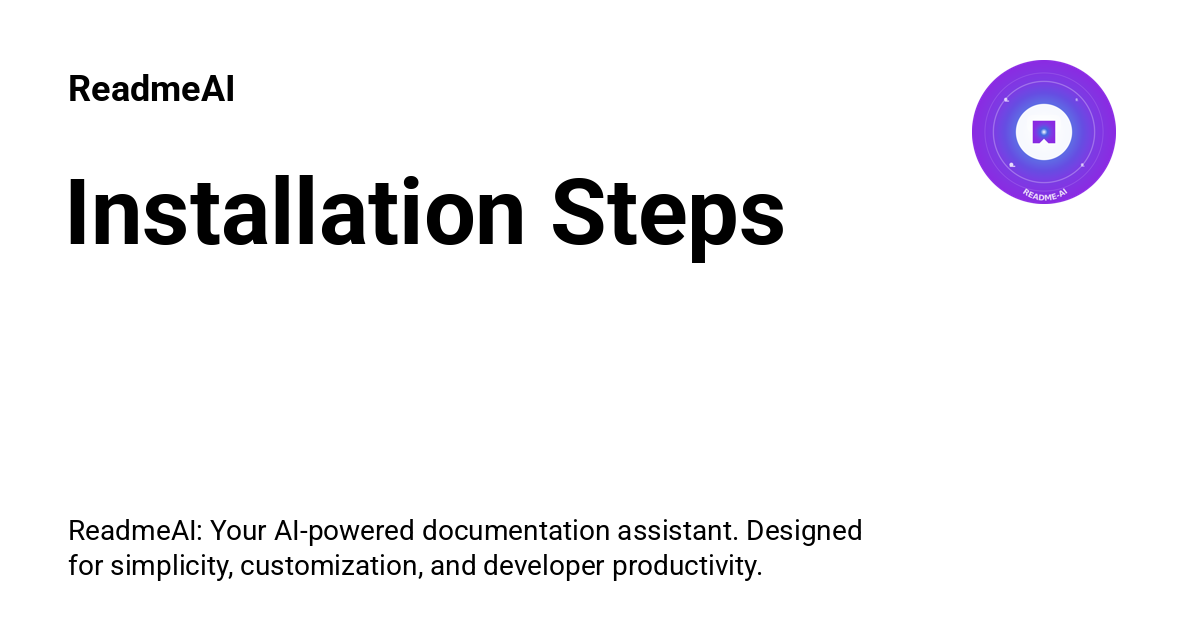 ReadmeAI
Installation Steps
README-AI
ReadmeAI: Your AI-powered documentation assistant. Designed
for simplicity, customization, and developer productivity.